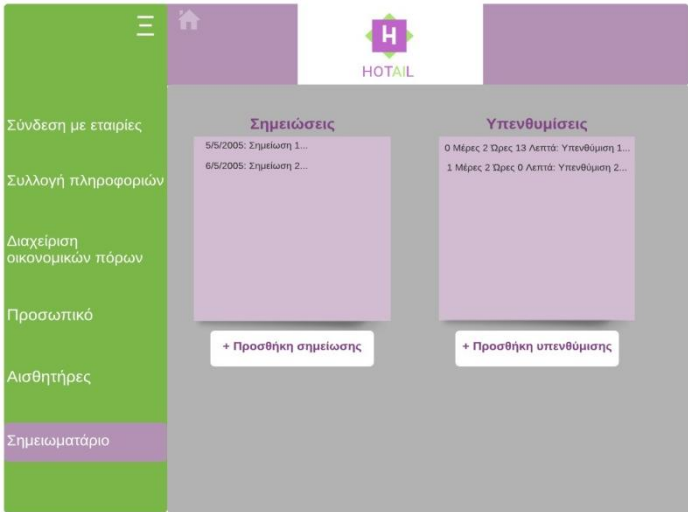 Ξ
H
HOTAIL
Σύνδεση με εταιρίες
Συλλογή πληροφοριών
Διαχείριση
οικονομικών πόρων
Προσωπικό
Αισθητήρες
Σημειωματάριο
Σημειώσεις
5/5/2005: Σημείωση 1...
6/5/2005: Σημείωση 2...
+ Προσθήκη σημείωσης
Υπενθυμίσεις
0 Μέρες 2 Ώρες 13 Λεπτά: Υπενθύμιση 1...
1 Μέρες 2 Ώρες 0 Λεπτά: Υπενθύμιση 2...
+ Προσθήκη υπενθύμισης